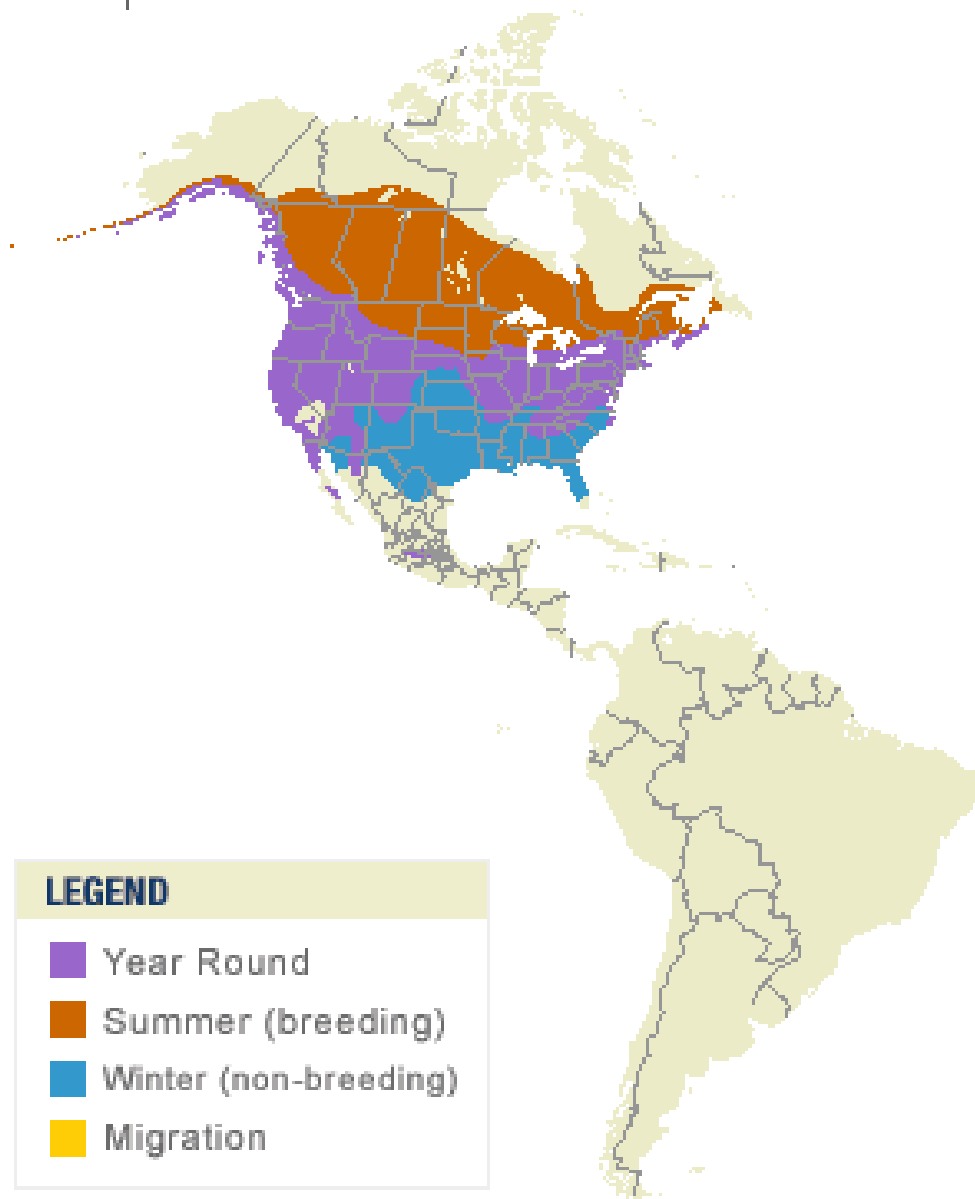 LEGEND
Year Round
Summer (breeding)
Winter (non-breeding)
Migration